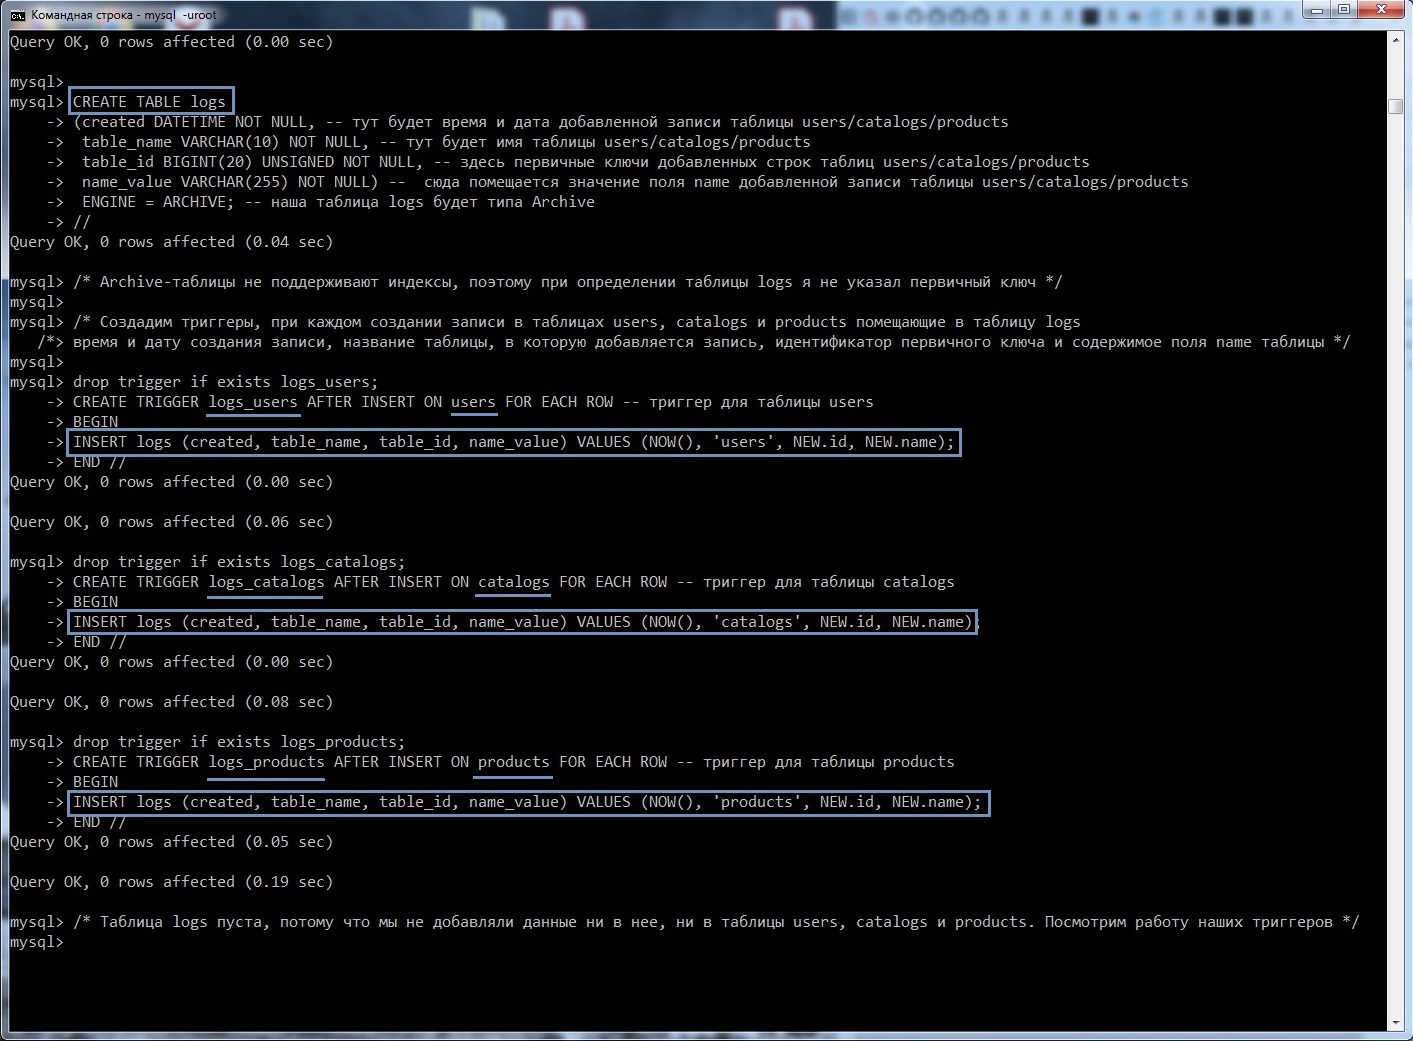 Командная строка - mysql -uroot
Query OK, 0 rows affected (0.00 sec)
mysql>
mysql> CREATE TABLE logs
    -> (created DATETIME NOT NULL, -- тут будет время и дата добавленной записи таблицы users/catalogs/products
    ->  table_name VARCHAR(10) NOT NULL, -- тут будет имя таблицы users/catalogs/products
    ->  table_id BIGINT(20) UNSIGNED NOT NULL, -- здесь первичные ключи добавленных строк таблиц users/catalogs/products
    ->  name_value VARCHAR(255) NOT NULL) --  сюда помещается значение поля name добавленной записи таблицы users/catalogs/products
    ->  ENGINE = ARCHIVE; -- наша таблица logs будет типа Archive
    -> //
Query OK, 0 rows affected (0.04 sec)
mysql> /* Archive-таблицы не поддерживают индексы, поэтому при определении таблицы logs я не указал первичный ключ */
mysql>
mysql> /* Создадим триггеры, при каждом создании записи в таблицах users, catalogs и products помещающие в таблицу logs
   /*> время и дату создания записи, название таблицы, в которую добавляется запись, идентификатор первичного ключа и содержимое поля name таблицы */
mysql>
mysql> drop trigger if exists logs_users;
    -> CREATE TRIGGER logs_users AFTER INSERT ON users FOR EACH ROW -- триггер для таблицы users
    -> BEGIN
    -> INSERT logs (created, table_name, table_id, name_value) VALUES (NOW(), 'users', NEW.id, NEW.name);
    -> END //
Query OK, 0 rows affected (0.00 sec)
Query OK, 0 rows affected (0.06 sec)
mysql> drop trigger if exists logs_catalogs;
    -> CREATE TRIGGER logs_catalogs AFTER INSERT ON catalogs FOR EACH ROW -- триггер для таблицы catalogs
    -> BEGIN
    -> INSERT logs (created, table_name, table_id, name_value) VALUES (NOW(), 'catalogs', NEW.id, NEW.name);
    -> END //
Query OK, 0 rows affected (0.00 sec)
Query OK, 0 rows affected (0.08 sec)
mysql> drop trigger if exists logs_products;
    -> CREATE TRIGGER logs_products AFTER INSERT ON products FOR EACH ROW -- триггер для таблицы products
    -> BEGIN
    -> INSERT logs (created, table_name, table_id, name_value) VALUES (NOW(), 'products', NEW.id, NEW.name);
    -> END //
Query OK, 0 rows affected (0.05 sec)
Query OK, 0 rows affected (0.19 sec)
mysql> /* Таблица logs пуста, потому что мы не добавляли данные ни в нее, ни в таблицы users, catalogs и products. Посмотрим работу наших триггеров */
mysql>